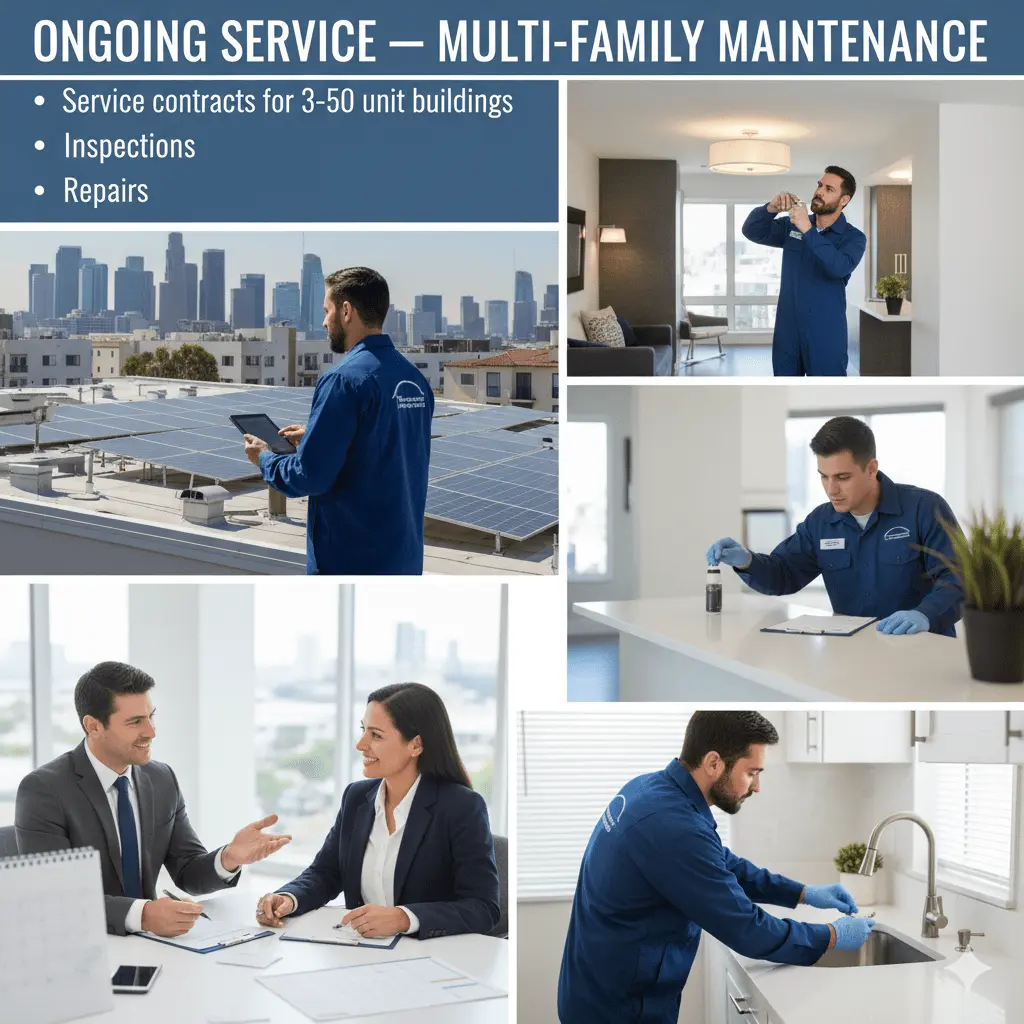 ONGOING SERVICE — MULTI-FAMILY MAINTENANCE
• Service contracts for 3-50 unit buildings
• Inspections
• Repairs